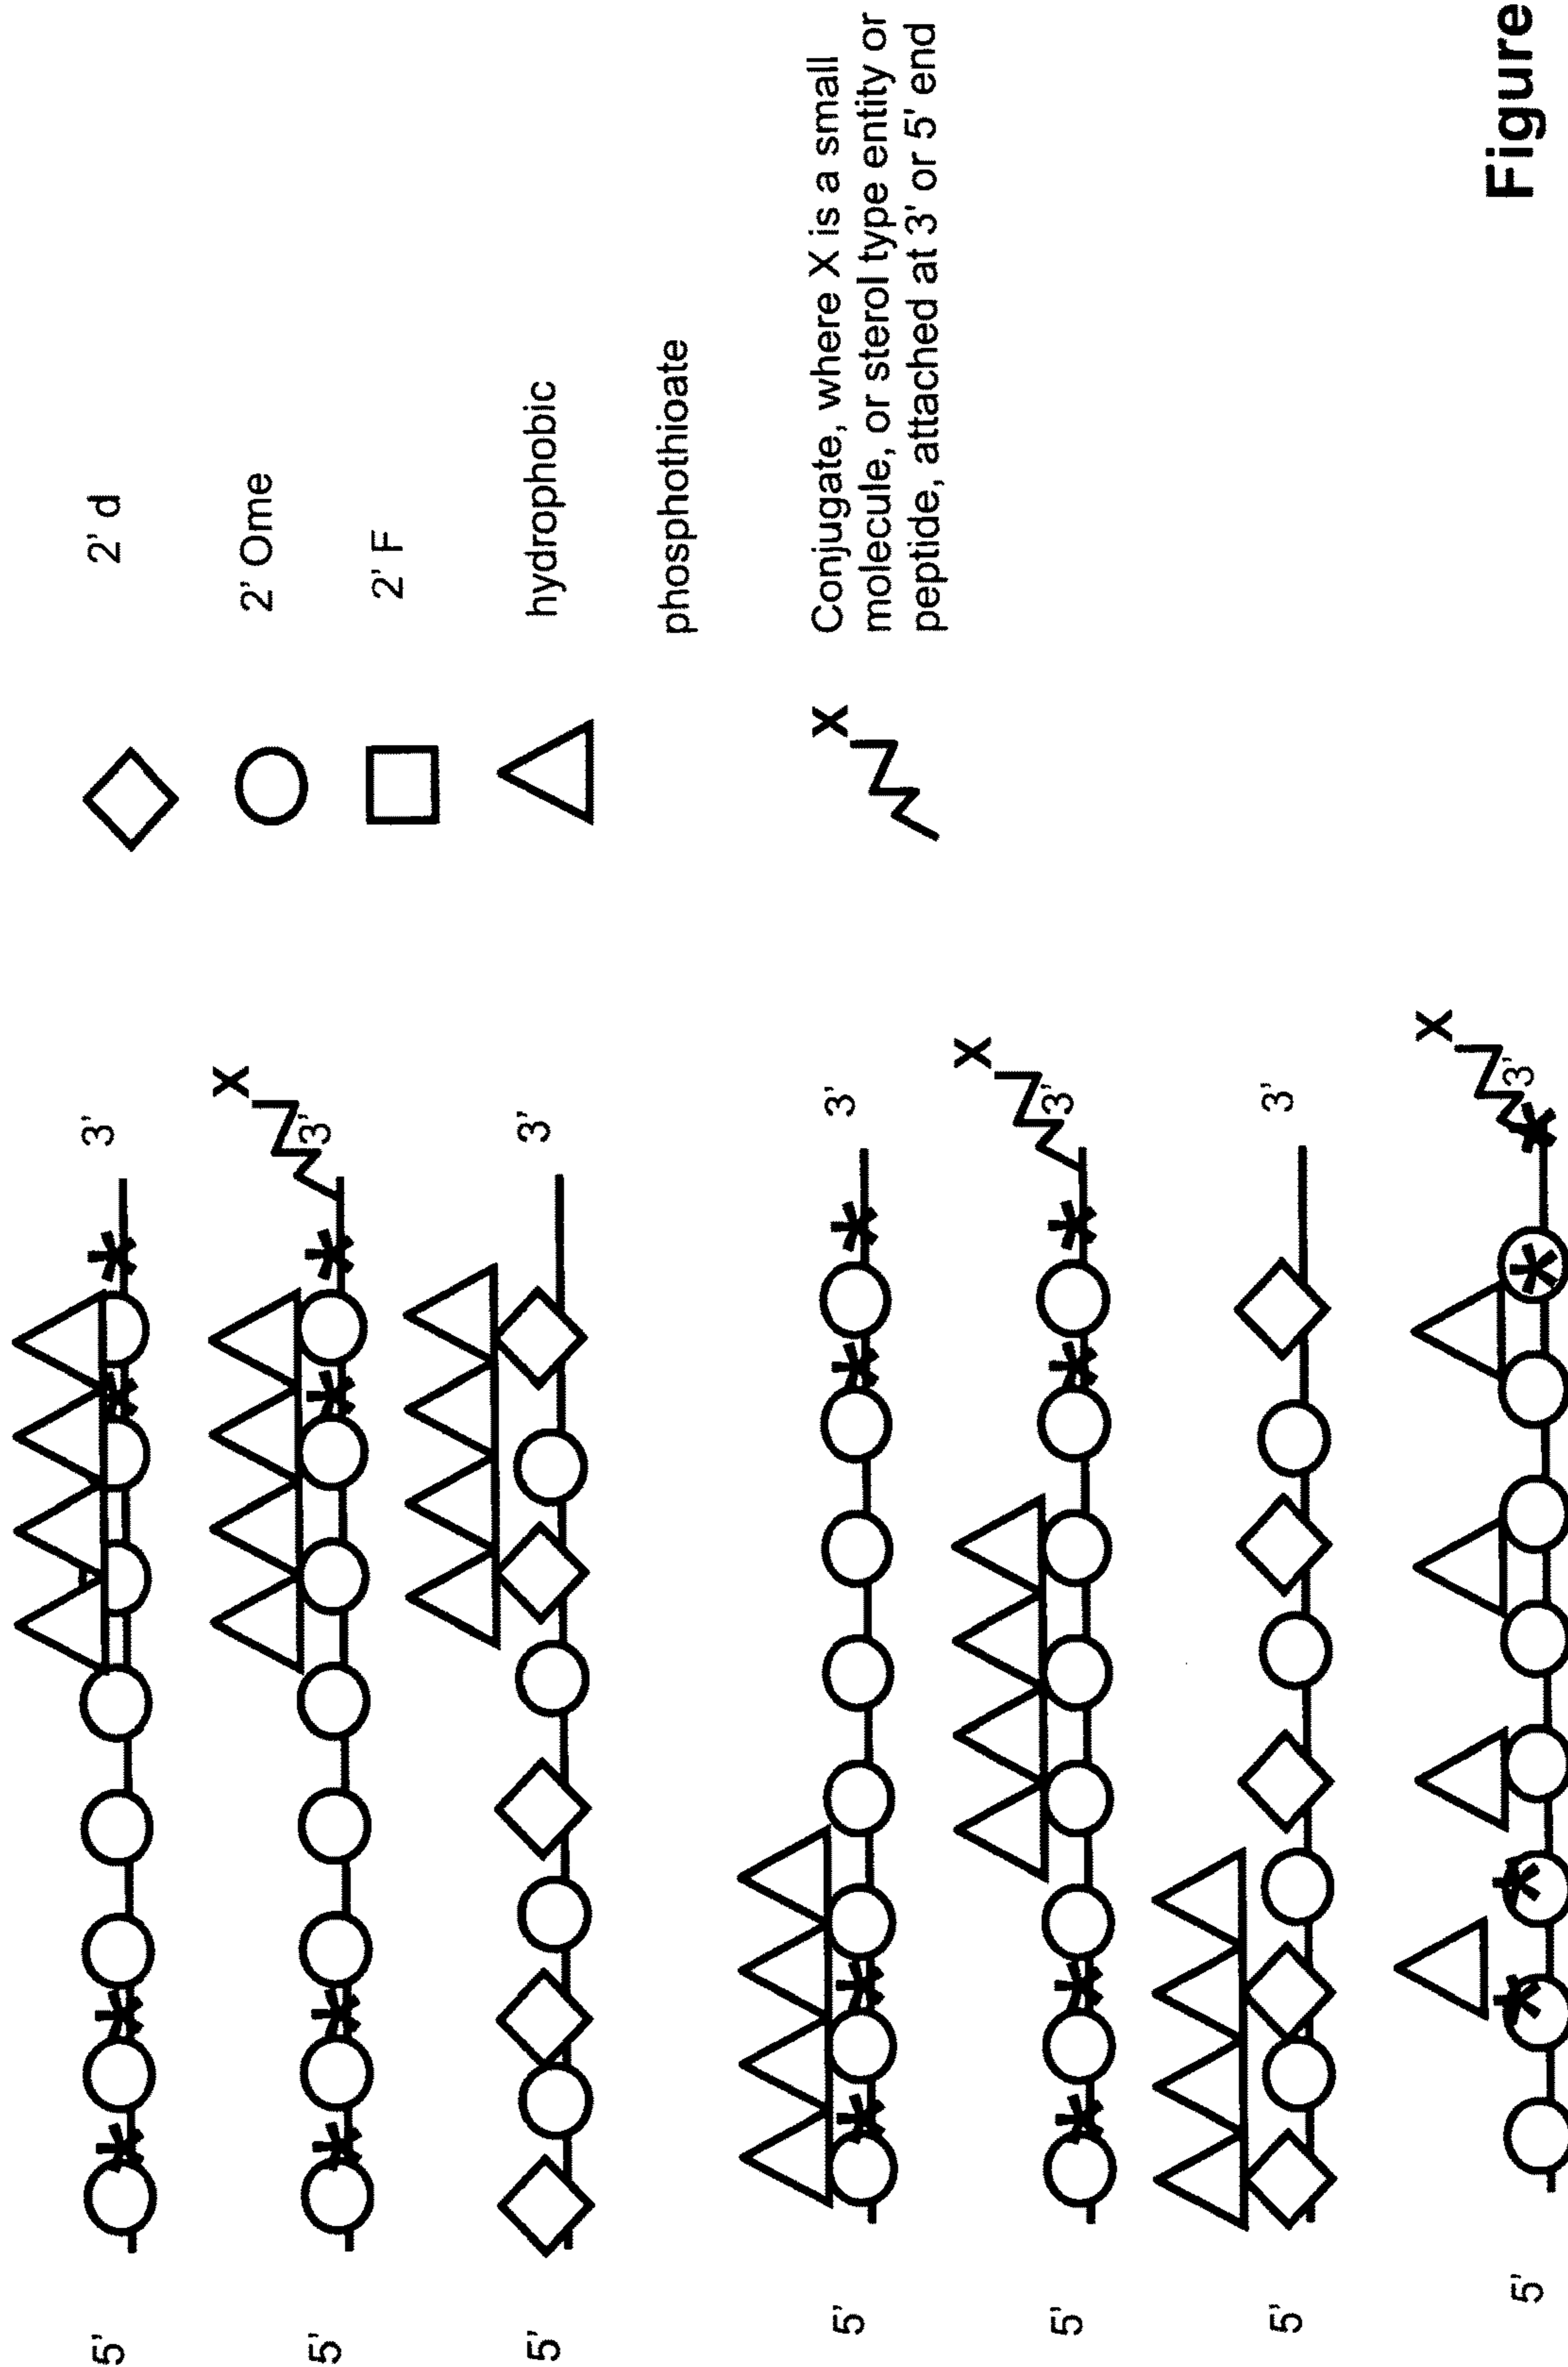 5' 3' 2' d
X 2' Ome
5' 3' 2' F
5' 3' hydrophobic
phosphothioate
X Conjugate, where X is a small
molecule, or sterol type entity or
peptide, attached at 3' or 5' end
5' 3'
X
5' 3'
5' 3'
X
5' 3'
Figure